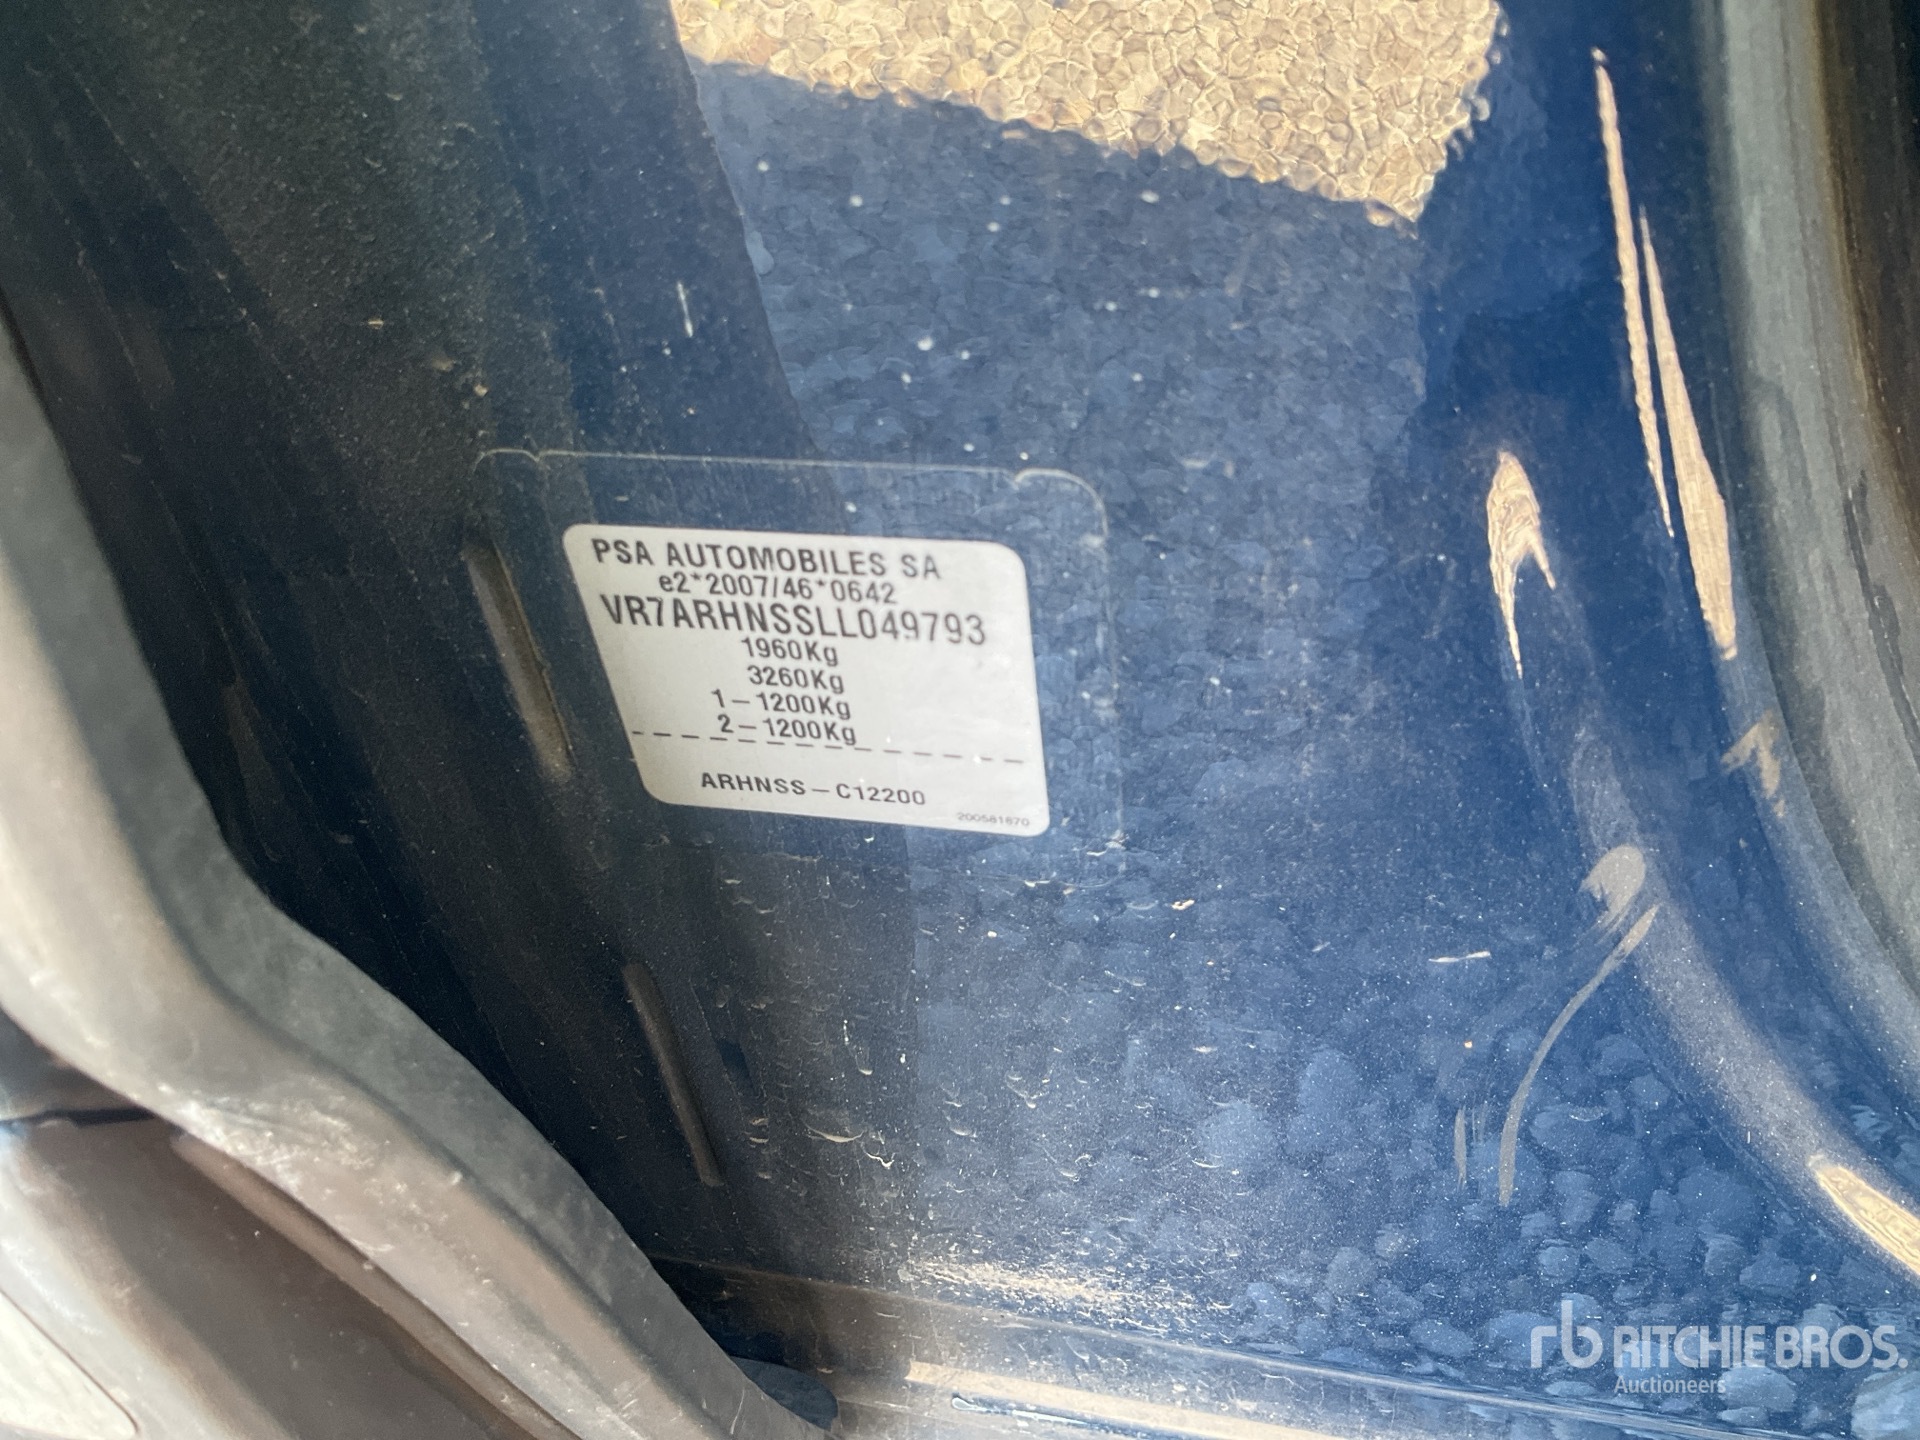 PSA AUTOMOBILES SA
e2*2007/46*0642
VR7ARHNSSLL049793
1960Kg
3260Kg
1-1200Kg
2-1200Kg
ARHNSS-C12200
200581670
rb RITCHIE BROS.
Auctioneers